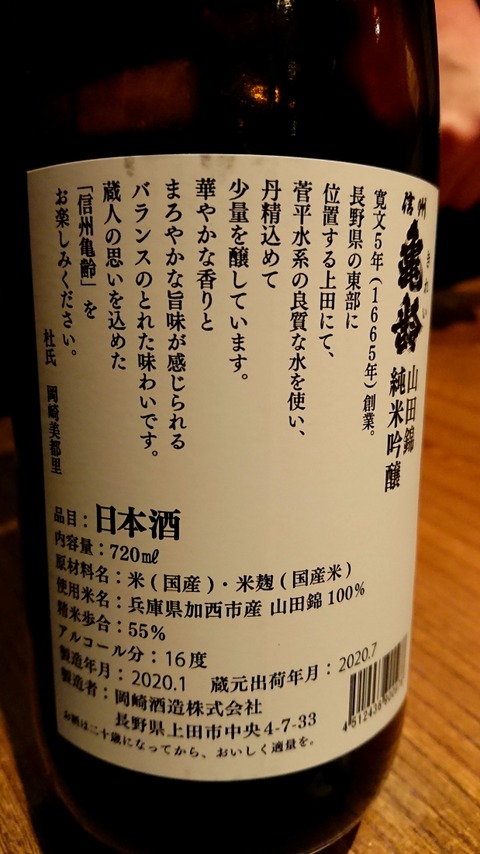 信州
亀齢
きれい
山田錦
純米吟醸
寛文5年(1665年)創業。
長野県の東部に
位置する上田にて、
菅平水系の良質な水を使い、
丹精込めて
少量を醸しています。
華やかな香りと
まろやかな旨味が感じられる
バランスのとれた味わいです。
蔵人の思いを込めた
「信州亀齢」を
お楽しみください。
杜氏 岡崎美都里
品目:日本酒
内容量:720㎖
原材料名:米(国産)・米麹(国産米)
使用米名:兵庫県加西市産 山田錦 100%
精米歩合:55%
アルコール分:16度
製造年月:2020.1 蔵元出荷年月:2020.7
製造者:岡崎酒造株式会社
長野県上田市中央4-7-33
お酒は二十歳になってから、おいしく適量を。